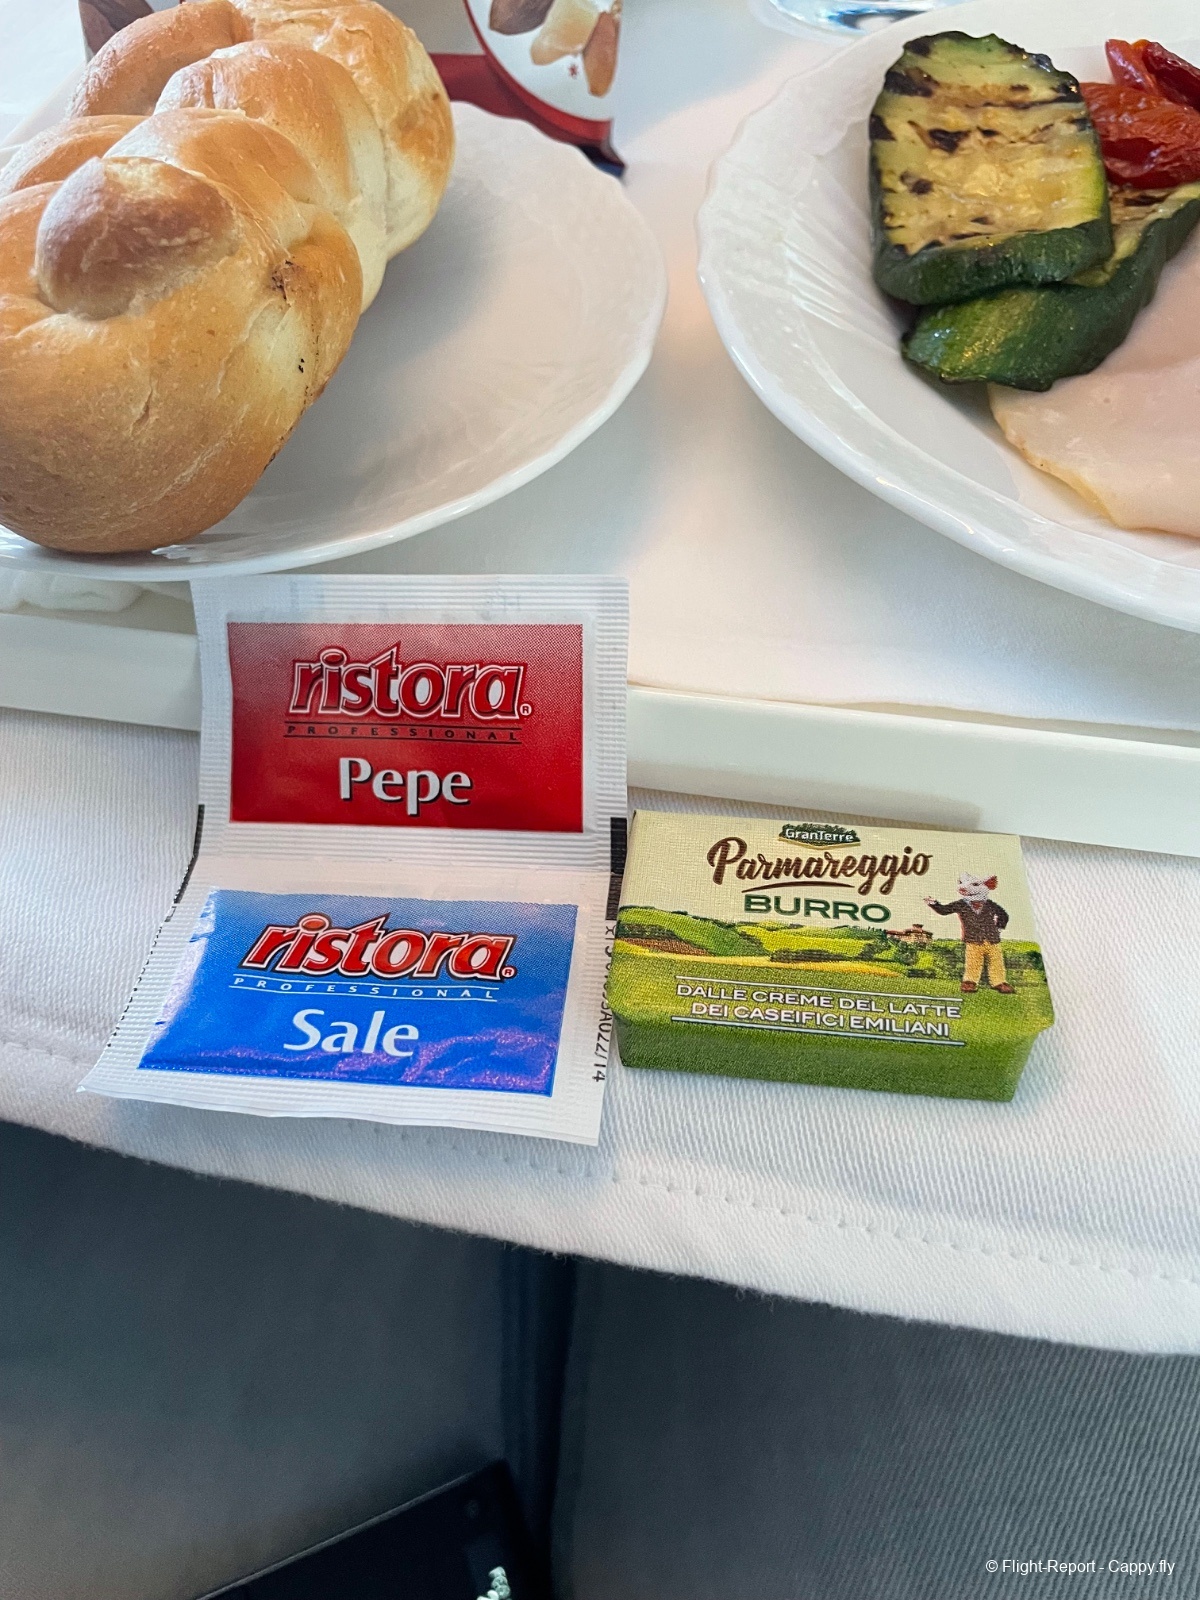 ristora®
PROFESSIONAL
Pepe
ristora®
PROFESSIONAL
Sale
GranTerre
Parmareggio
BURRO
DALLE CREME DEL LATTE
DEI CASEIFICI EMILIANI
© Flight-Report - Cappy.fly